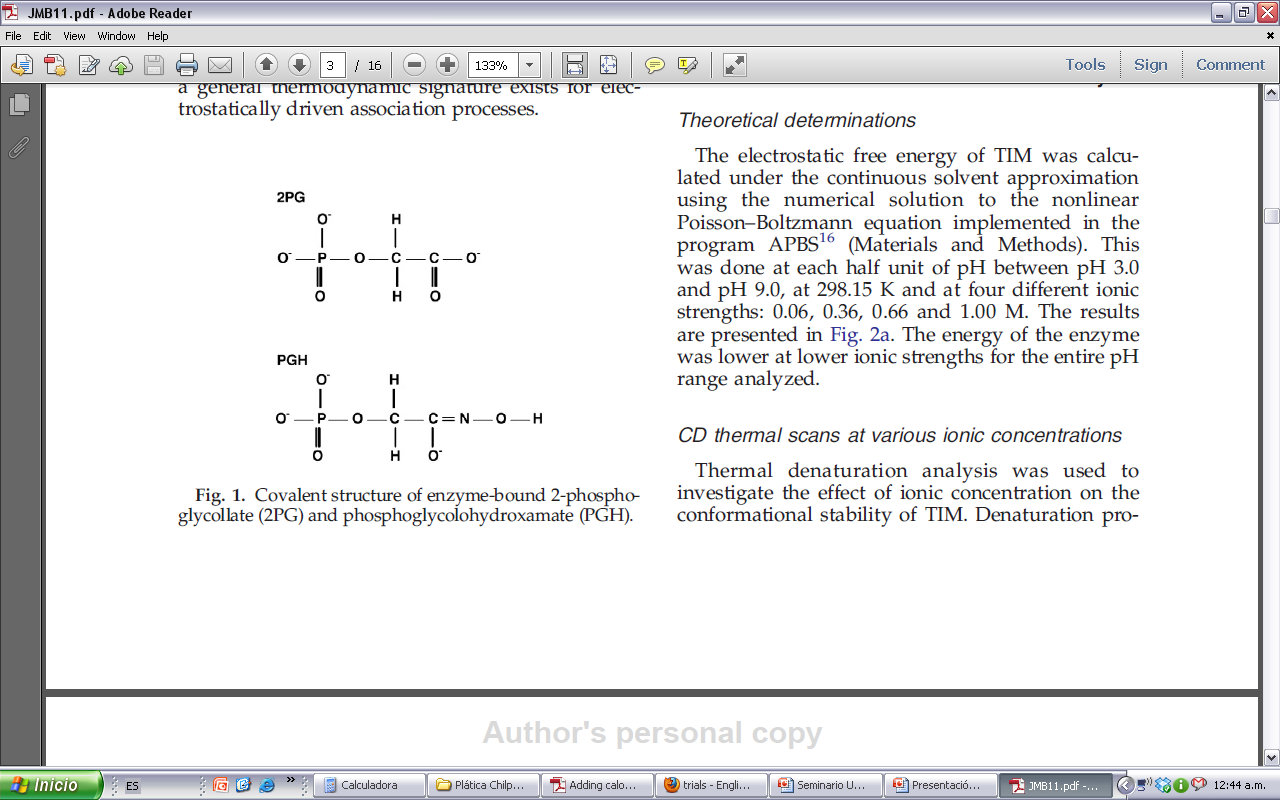 JMB11.pdf - Adobe Reader
File Edit View Window Help
3 / 16 133% Tools Sign Comment
a general thermodynamic signature exists for elec-
trostatically driven association processes.
2PG
O- H
O- P O C C O-
O H O
PGH
O- H
O- P O C C = N O H
O H O-
Fig. 1. Covalent structure of enzyme-bound 2-phospho-
glycollate (2PG) and phosphoglycolohydroxamate (PGH).
Theoretical determinations
The electrostatic free energy of TIM was calcu-
lated under the continuous solvent approximation
using the numerical solution to the nonlinear
Poisson–Boltzmann equation implemented in the
program APBS16 (Materials and Methods). This
was done at each half unit of pH between pH 3.0
and pH 9.0, at 298.15 K and at four different ionic
strengths: 0.06, 0.36, 0.66 and 1.00 M. The results
are presented in Fig. 2a. The energy of the enzyme
was lower at lower ionic strengths for the entire pH
range analyzed.
CD thermal scans at various ionic concentrations
Thermal denaturation analysis was used to
investigate the effect of ionic concentration on the
conformational stability of TIM. Denaturation pro-
Author's personal copy
Inicio ES » Calculadora Plática Chilp... Adding calo... trials - Engli... Seminario U... Presentació... JMB11.pdf -... 12:44 a.m.